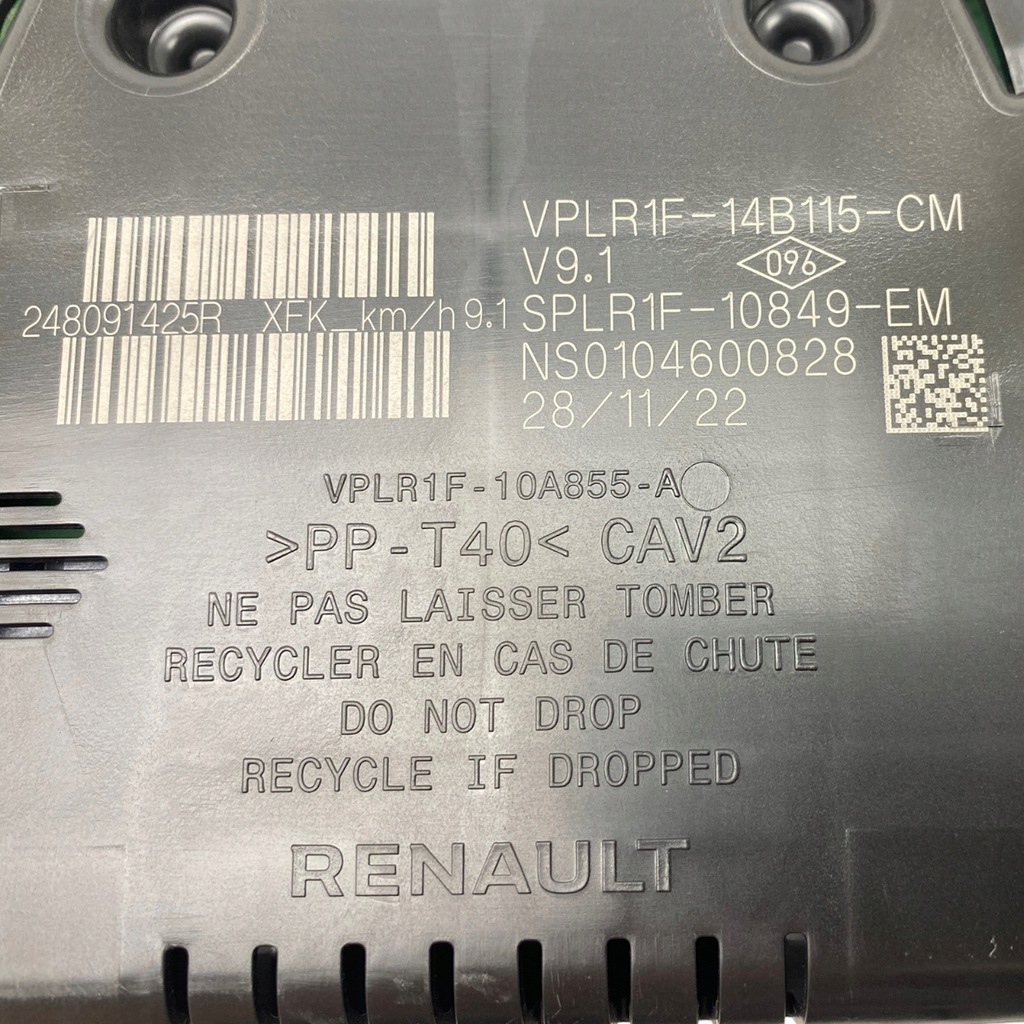 VPLR1F-14B115-CM
V9.1
096
248091425R XFK_km/h 9.1
SPLR1F-10849-EM
NS0104600828
28/11/22
VPLR1F-10A855-A
>PP-T40< CAV2
NE PAS LAISSER TOMBER
RECYCLER EN CAS DE CHUTE
DO NOT DROP
RECYCLE IF DROPPED
RENAULT